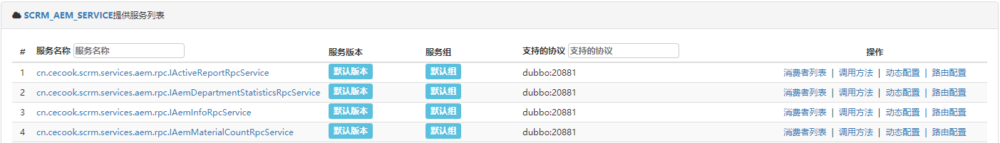 SCRM_AEM_SERVICE提供服务列表
# 服务名称 服务名称 服务版本 服务组 支持的协议 支持的协议 操作
1 cn.cecook.scrm.services.aem.rpc.IActiveReportRpcService 默认版本 默认组 dubbo:20881 消费者列表 | 调用方法 | 动态配置 | 路由配置
2 cn.cecook.scrm.services.aem.rpc.IAemDepartmentStatisticsRpcService 默认版本 默认组 dubbo:20881 消费者列表 | 调用方法 | 动态配置 | 路由配置
3 cn.cecook.scrm.services.aem.rpc.IAemInfoRpcService 默认版本 默认组 dubbo:20881 消费者列表 | 调用方法 | 动态配置 | 路由配置
4 cn.cecook.scrm.services.aem.rpc.IAemMaterialCountRpcService 默认版本 默认组 dubbo:20881 消费者列表 | 调用方法 | 动态配置 | 路由配置